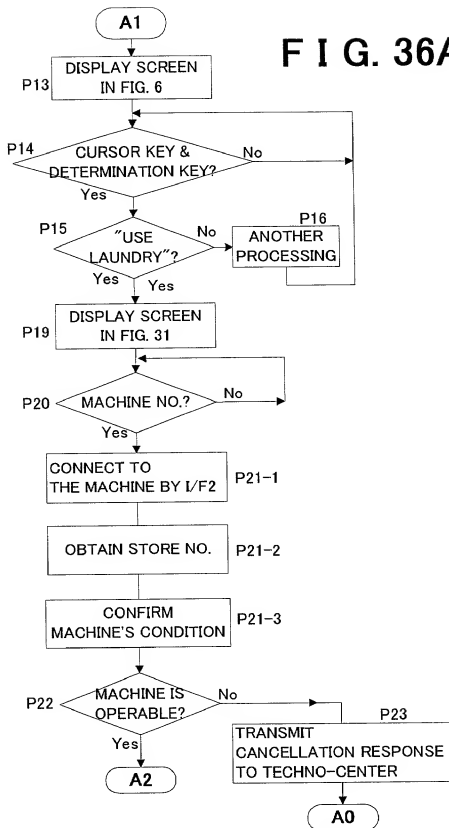 A1
F I G. 36A
P13
DISPLAY SCREEN
IN FIG. 6
P14
CURSOR KEY &
DETERMINATION KEY?
No
Yes
P15
"USE
LAUNDRY"?
No
P16
ANOTHER
PROCESSING
Yes
Yes
P19
DISPLAY SCREEN
IN FIG. 31
P20
MACHINE NO.?
No
Yes
CONNECT TO
THE MACHINE BY I/F2
P21-1
OBTAIN STORE NO.
P21-2
CONFIRM
MACHINE'S CONDITION
P21-3
P22
MACHINE IS
OPERABLE?
No
Yes
P23
TRANSMIT
CANCELLATION RESPONSE
TO TECHNO-CENTER
A2
A0